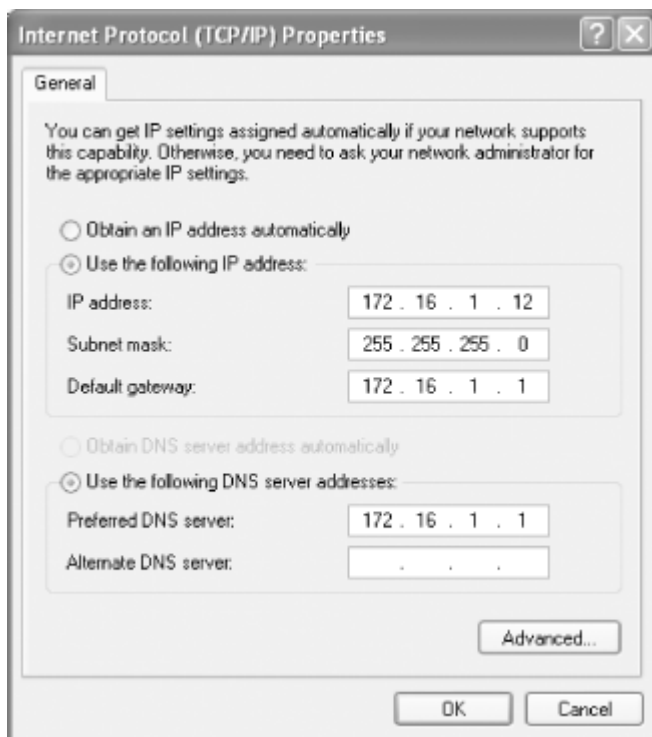 Internet Protocol (TCP/IP) Properties
General
You can get IP settings assigned automatically if your network supports
this capability. Otherwise, you need to ask your network administrator for
the appropriate IP settings.
Obtain an IP address automatically
Use the following IP address:
IP address: 172 . 16 . 1 . 12
Subnet mask: 255 . 255 . 255 . 0
Default gateway: 172 . 16 . 1 . 1
Obtain DNS server address automatically
Use the following DNS server addresses:
Preferred DNS server: 172 . 16 . 1 . 1
Alternate DNS server: . . .
Advanced...
OK Cancel